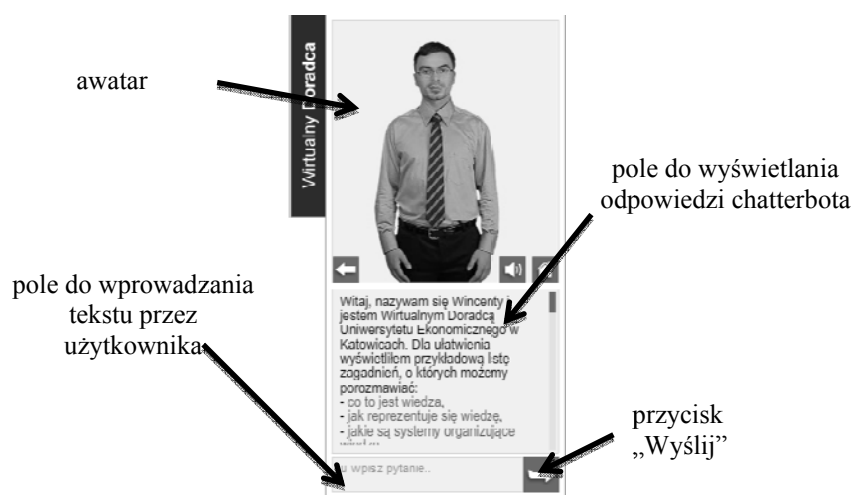 awatar
Wirtualny Doradca
pole do wyświetlania
odpowiedzi chatterbota
pole do wprowadzania
tekstu przez
użytkownika
Witaj, nazywam się Wincenty i
jestem Wirtualnym Doradcą
Uniwersytetu Ekonomicznego w
Katowicach. Dla ułatwienia
wyświetliłem przykładową listę
zagadnień, o których możemy
porozmawiać:
- co to jest wiedza,
- jak reprezentuje się wiedzę,
- jakie są systemy organizujące
przycisk
„Wyślij”
u wpisz pytanie..